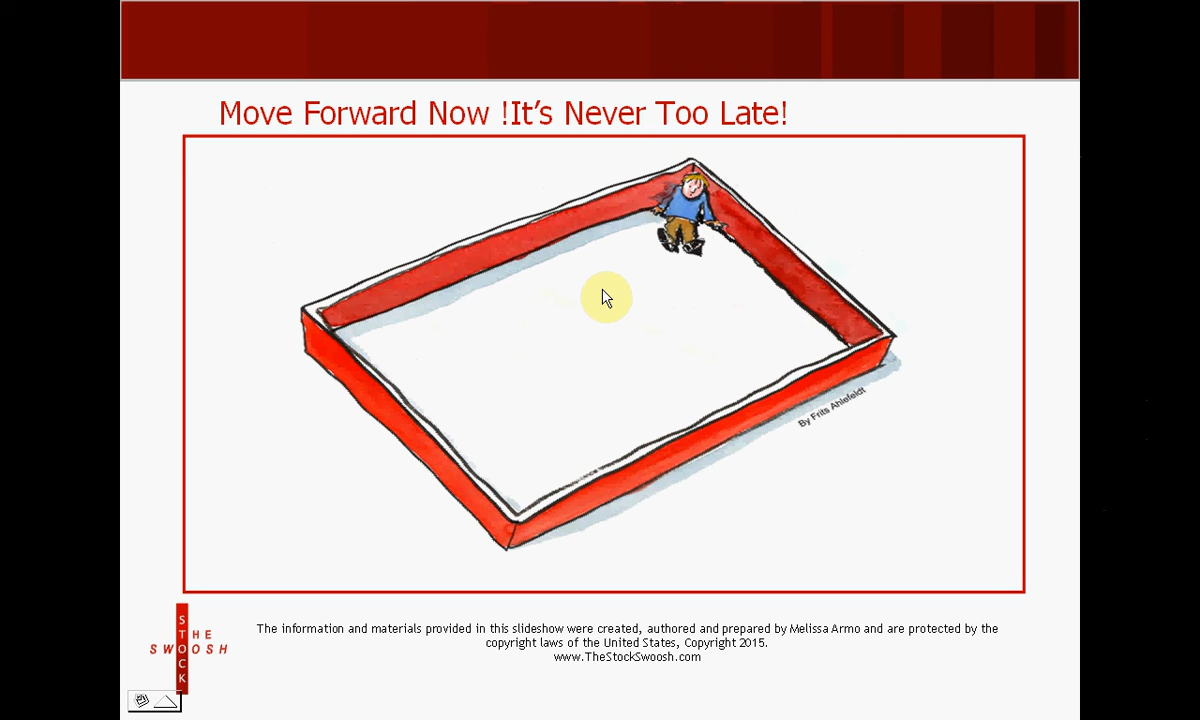 Move Forward Now !It’s Never Too Late!
By Frits Ahlefeldt
STOCK
THE
SWOOSH
The information and materials provided in this slideshow were created, authored and prepared by Melissa Armo and are protected by the
copyright laws of the United States, Copyright 2015.
www.TheStockSwoosh.com